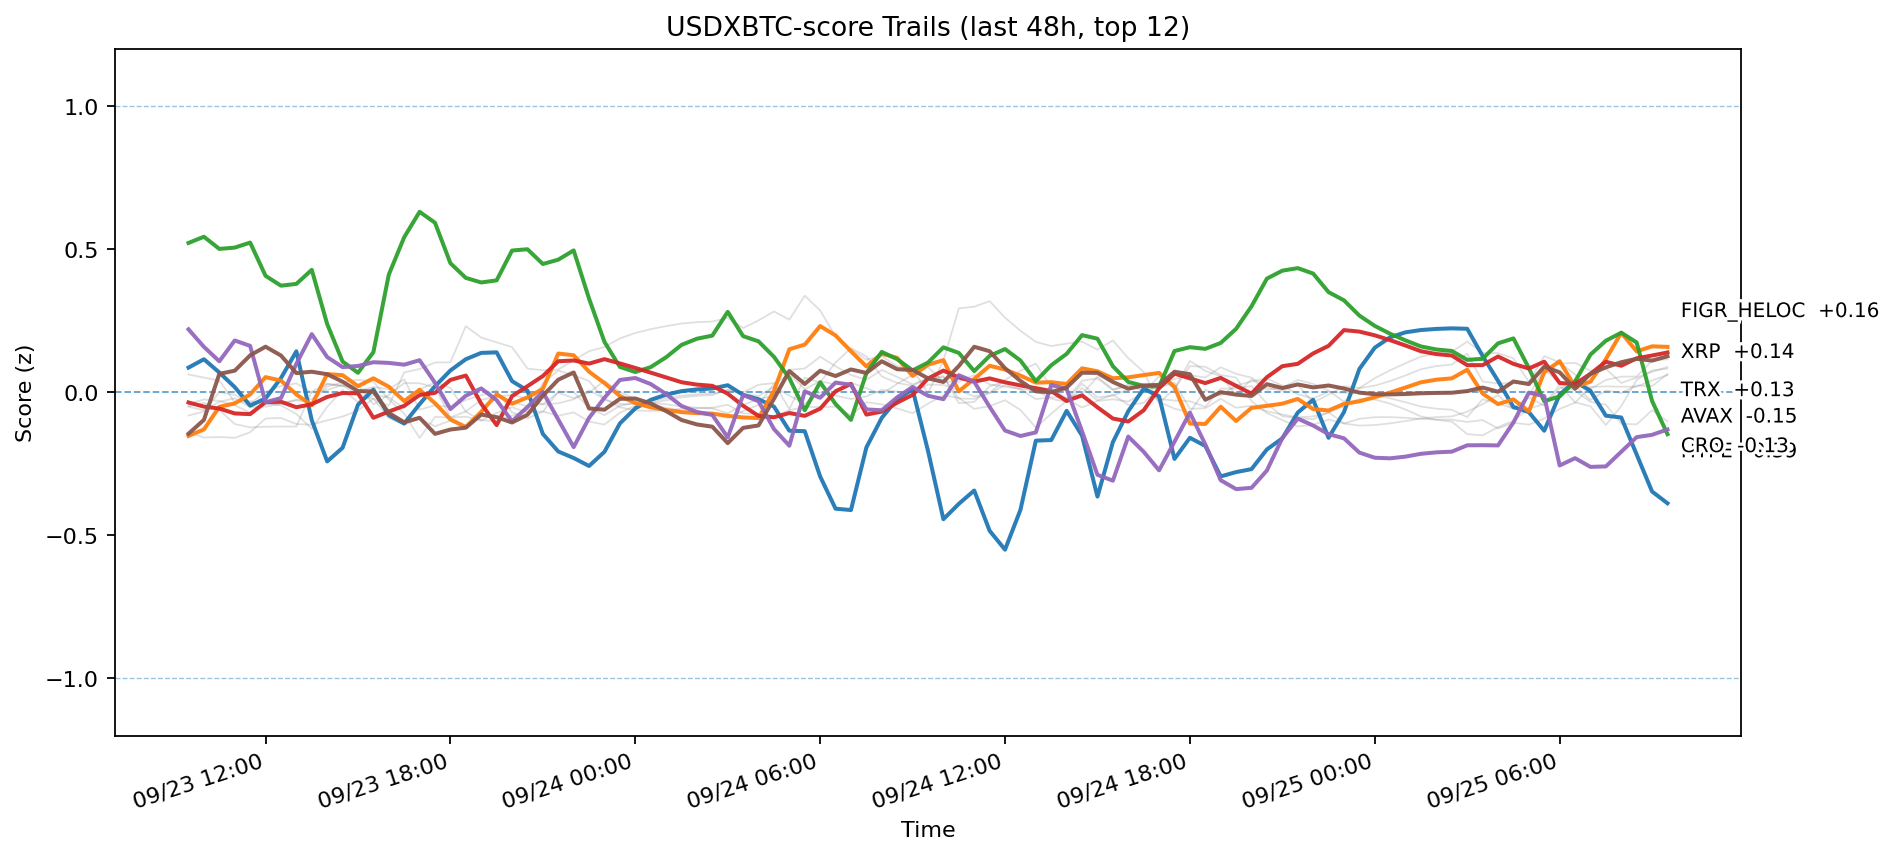 USDXBTC-score Trails (last 48h, top 12)
Score (z)
1.0
0.5
0.0
−0.5
−1.0
FIGR_HELOC +0.16
XRP +0.14
TRX +0.13
AVAX -0.15
CRO -0.13
09/23 12:00
09/23 18:00
09/24 00:00
09/24 06:00
09/24 12:00
09/24 18:00
09/25 00:00
09/25 06:00
Time